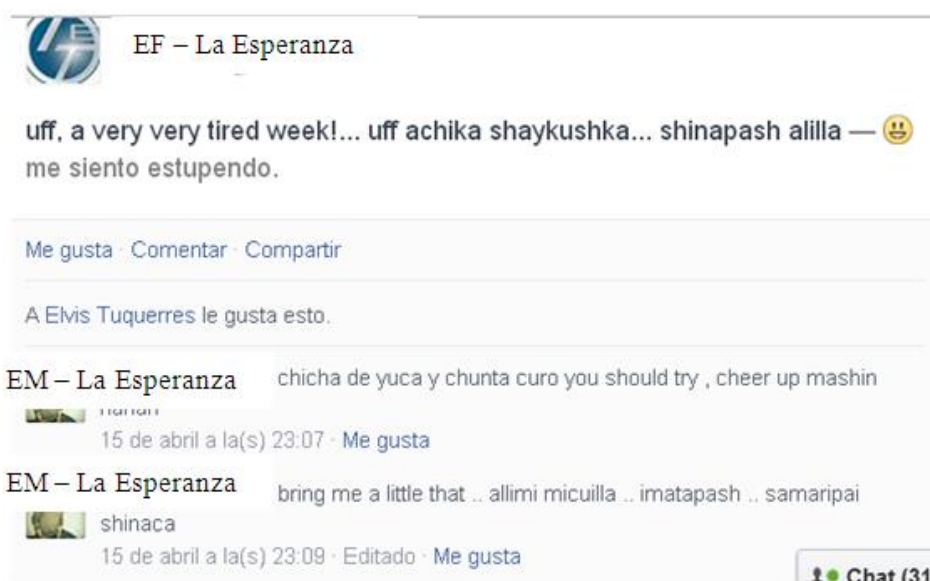 EF – La Esperanza
uff, a very very tired week!... uff achika shaykushka... shinapash alilla — 
me siento estupendo.
Me gusta · Comentar · Compartir
A Elvis Tuquerres le gusta esto.
EM – La Esperanza chicha de yuca y chunta curo you should try , cheer up mashin
15 de abril a la(s) 23:07 · Me gusta
EM – La Esperanza bring me a little that .. allimi micuilla .. imatapash .. samaripai
shinaca
15 de abril a la(s) 23:09 · Editado · Me gusta
Chat (31